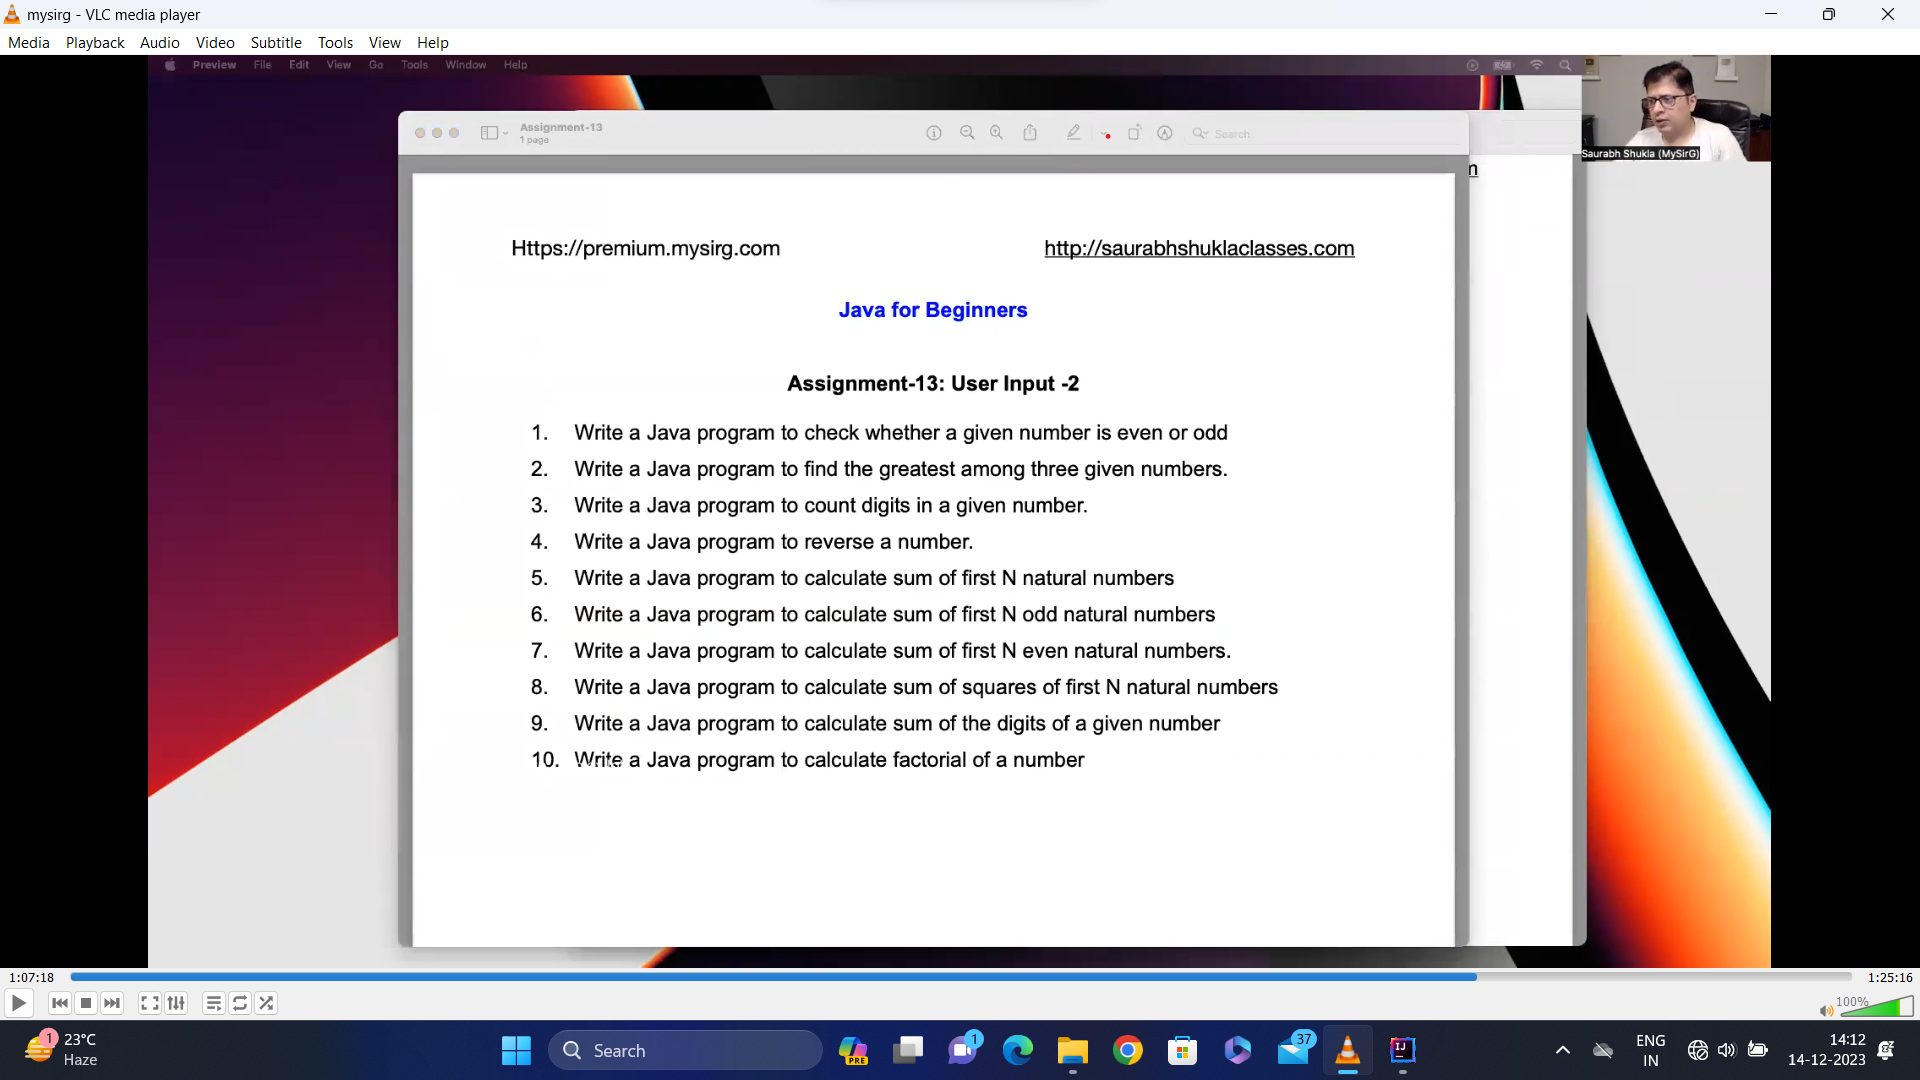 mysirg - VLC media player
Media Playback Audio Video Subtitle Tools View Help
Preview File Edit View Go Tools Window Help
Assignment-13
1 page
Search
Saurabh Shukla (MySirG)
m
Https://premium.mysirg.com
http://saurabhshuklaclasses.com
Java for Beginners
Assignment-13: User Input -2
1. Write a Java program to check whether a given number is even or odd
2. Write a Java program to find the greatest among three given numbers.
3. Write a Java program to count digits in a given number.
4. Write a Java program to reverse a number.
5. Write a Java program to calculate sum of first N natural numbers
6. Write a Java program to calculate sum of first N odd natural numbers
7. Write a Java program to calculate sum of first N even natural numbers.
8. Write a Java program to calculate sum of squares of first N natural numbers
9. Write a Java program to calculate sum of the digits of a given number
10. Write a Java program to calculate factorial of a number
1:07:18
1:25:16
100%
1
23°C
Haze
Search
PRE
1
37
IJ
ENG
IN
14:12
14-12-2023